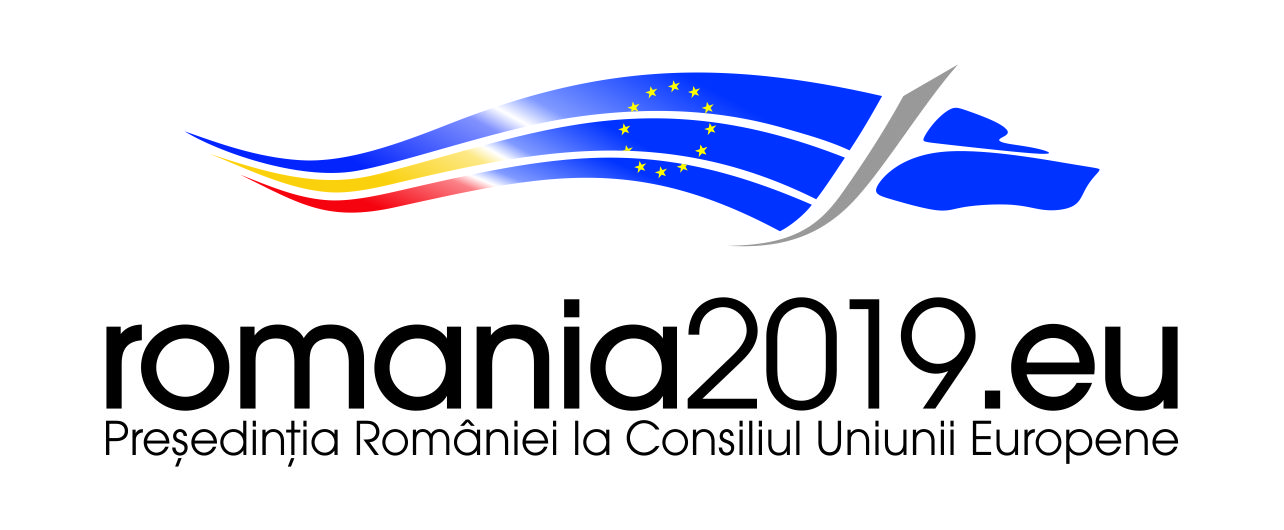 romania2019.eu
Președinția României la Consiliul Uniunii Europene